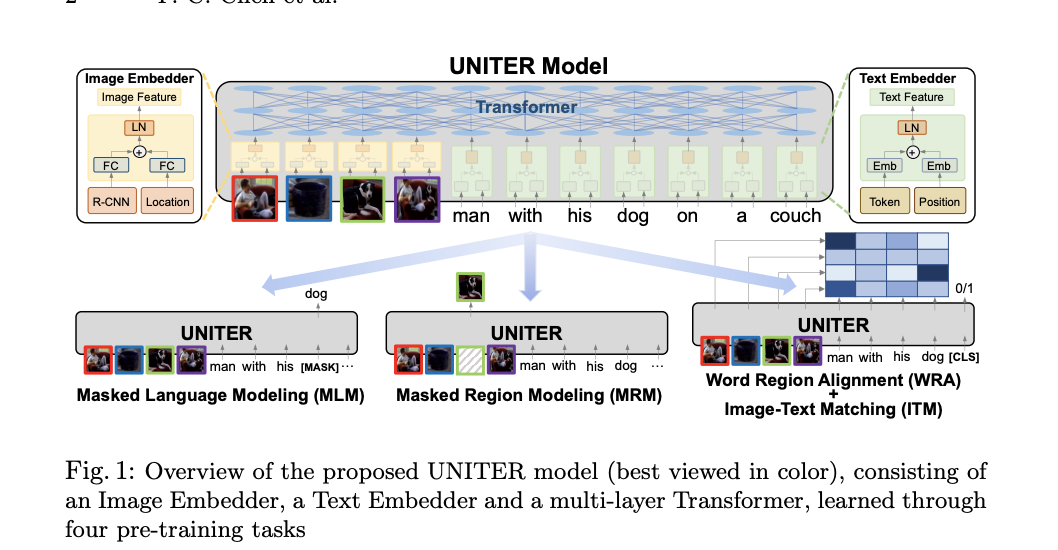 UNITER Model
Image Embedder
Image Feature
LN
+
FC
FC
R-CNN
Location
Transformer
man with his dog on a couch
Text Embedder
Text Feature
LN
+
Emb
Emb
Token
Position
dog
UNITER
man with his [MASK] ···
Masked Language Modeling (MLM)
UNITER
man with his dog ···
Masked Region Modeling (MRM)
0/1
UNITER
man with his dog [CLS]
Word Region Alignment (WRA)
+
Image-Text Matching (ITM)
Fig. 1: Overview of the proposed UNITER model (best viewed in color), consisting of
an Image Embedder, a Text Embedder and a multi-layer Transformer, learned through
four pre-training tasks